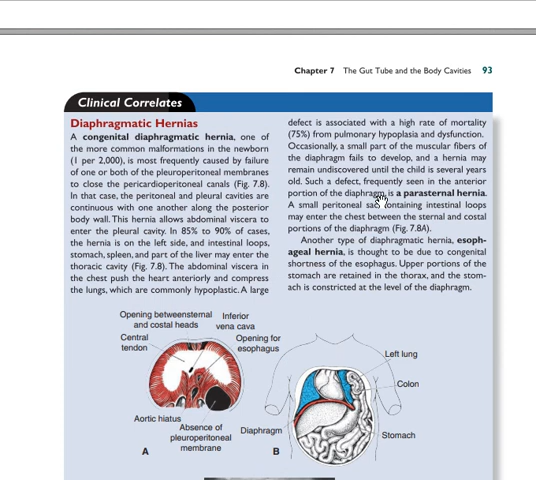 Chapter 7 The Gut Tube and the Body Cavities 93
Clinical Correlates
Diaphragmatic Hernias
A congenital diaphragmatic hernia, one of
the more common malformations in the newborn
(1 per 2,000), is most frequently caused by failure
of one or both of the pleuroperitoneal membranes
to close the pericardioperitoneal canals (Fig. 7.8).
In that case, the peritoneal and pleural cavities are
continuous with one another along the posterior
body wall. This hernia allows abdominal viscera to
enter the pleural cavity. In 85% to 90% of cases,
the hernia is on the left side, and intestinal loops,
stomach, spleen, and part of the liver may enter the
thoracic cavity (Fig. 7.8). The abdominal viscera in
the chest push the heart anteriorly and compress
the lungs, which are commonly hypoplastic. A large
defect is associated with a high rate of mortality
(75%) from pulmonary hypoplasia and dysfunction.
Occasionally, a small part of the muscular fibers of
the diaphragm fails to develop, and a hernia may
remain undiscovered until the child is several years
old. Such a defect, frequently seen in the anterior
portion of the diaphragm, is a parasternal hernia.
A small peritoneal sac containing intestinal loops
may enter the chest between the sternal and costal
portions of the diaphragm (Fig. 7.8A).
Another type of diaphragmatic hernia, esoph-
ageal hernia, is thought to be due to congenital
shortness of the esophagus. Upper portions of the
stomach are retained in the thorax, and the stom-
ach is constricted at the level of the diaphragm.
Opening betweensternal
and costal heads
Inferior
vena cava
Central
tendon
Opening for
esophagus
Aortic hiatus
Absence of
pleuroperitoneal
membrane
A
Left lung
Colon
Diaphragm
Stomach
B